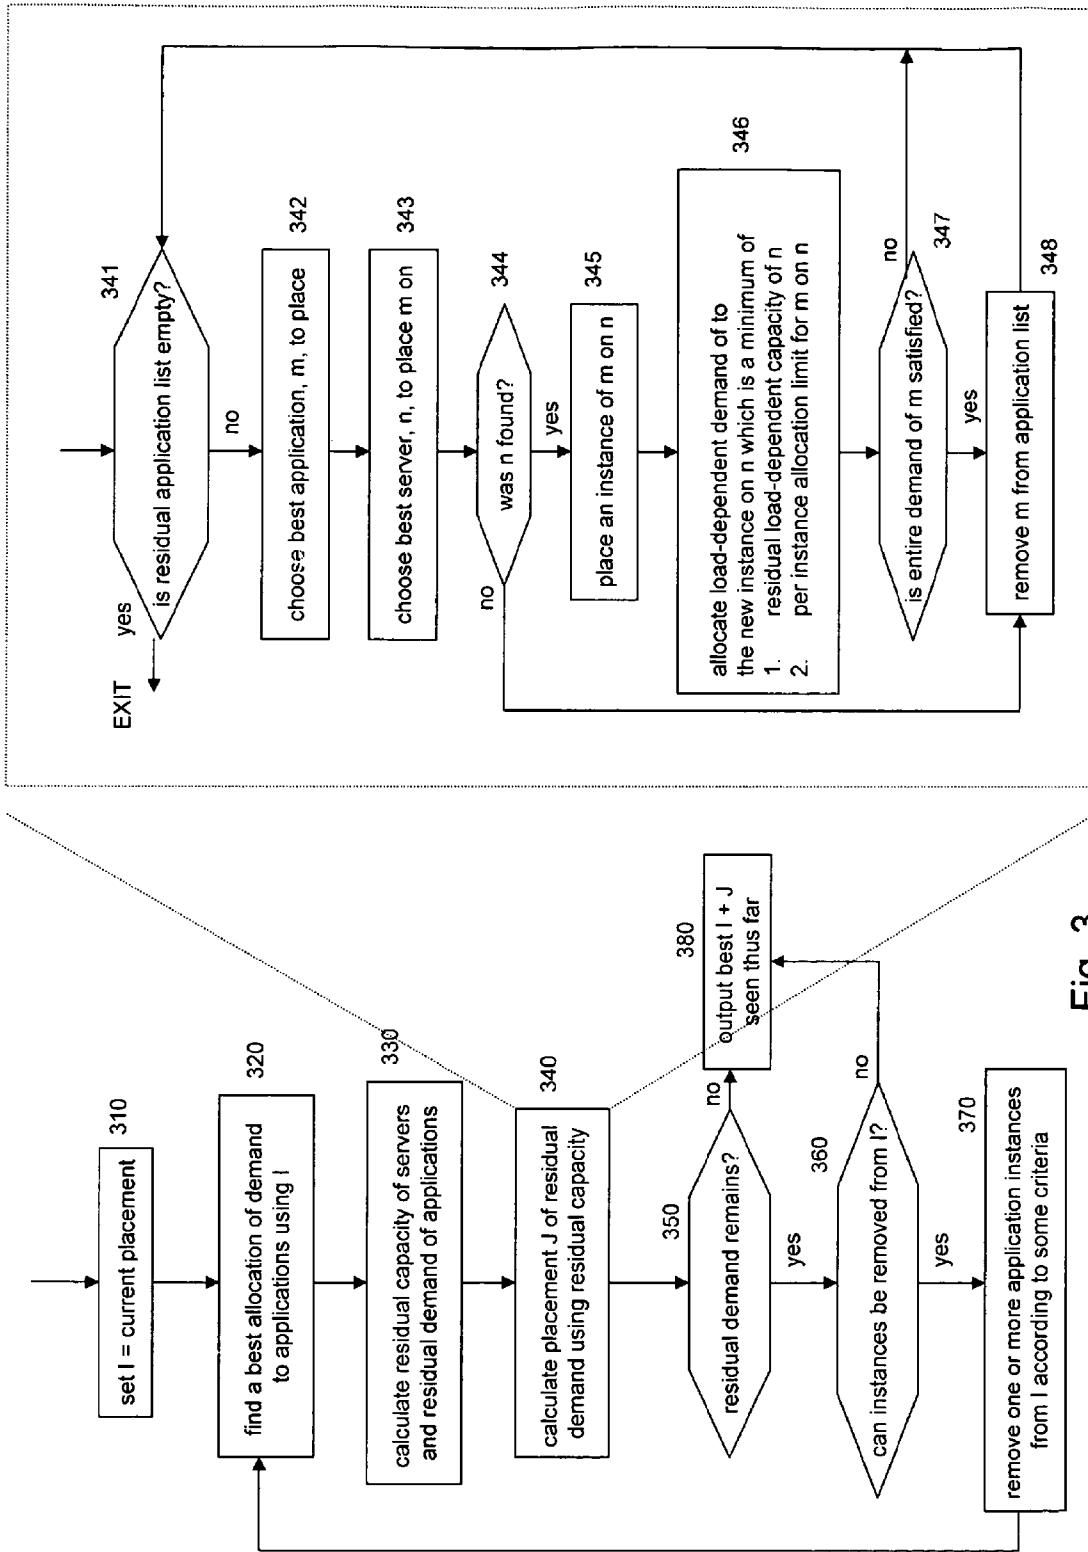 310
set I = current placement
320
find a best allocation of demand
to applications using I
330
calculate residual capacity of servers
and residual demand of applications
340
calculate placement J of residual
demand using residual capacity
350
residual demand remains?
no
yes
380
output best I + J
seen thus far
360
can instances be removed from I?
no
yes
370
remove one or more application instances
from I according to some criteria
Fig. 3
341
is residual application list empty?
yes
EXIT
no
342
choose best application, m, to place
343
choose best server, n, to place m on
344
was n found?
no
yes
345
place an instance of m on n
346
allocate load-dependent demand of to
the new instance on n which is a minimum of
1. residual load-dependent capacity of n
2. per instance allocation limit for m on n
347
is entire demand of m satisfied?
no
yes
348
remove m from application list